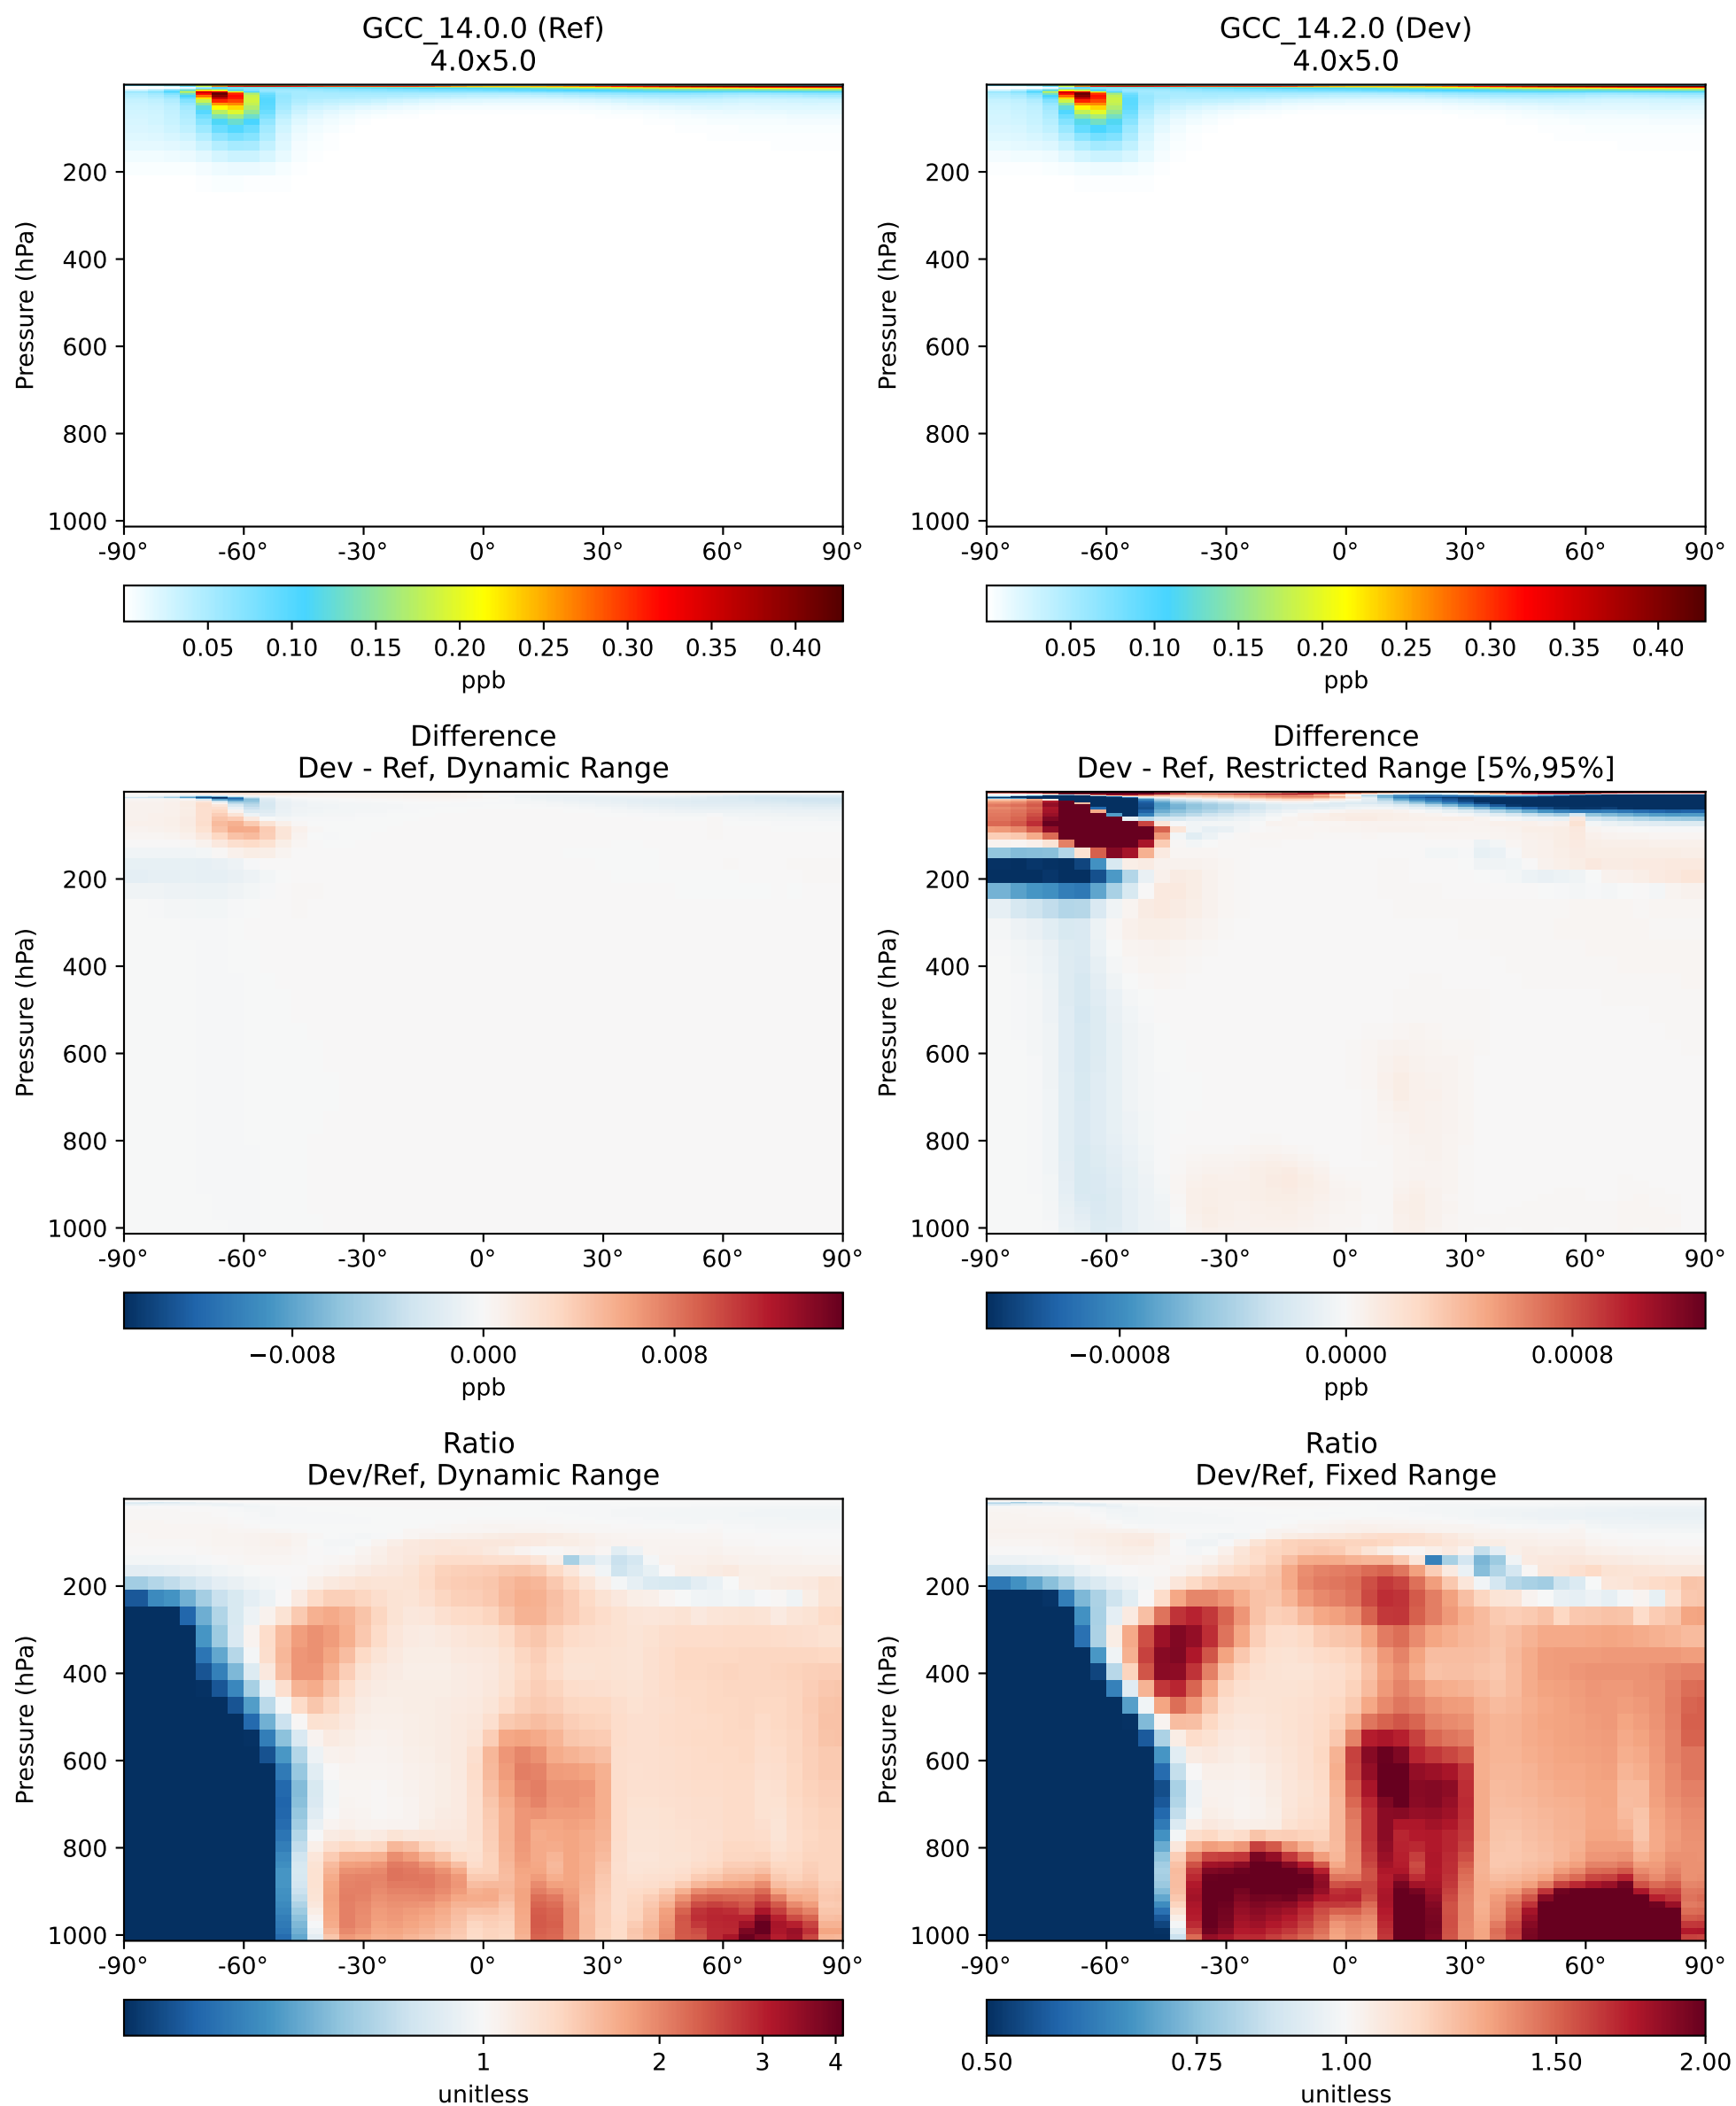 GCC_14.0.0 (Ref)
4.0x5.0
Pressure (hPa)
200
400
600
800
1000
-90° -60° -30° 0° 30° 60° 90°
0.05 0.10 0.15 0.20 0.25 0.30 0.35 0.40
ppb
GCC_14.2.0 (Dev)
4.0x5.0
Pressure (hPa)
200
400
600
800
1000
-90° -60° -30° 0° 30° 60° 90°
0.05 0.10 0.15 0.20 0.25 0.30 0.35 0.40
ppb
Difference
Dev - Ref, Dynamic Range
Pressure (hPa)
200
400
600
800
1000
-90° -60° -30° 0° 30° 60° 90°
−0.008 0.000 0.008
ppb
Difference
Dev - Ref, Restricted Range [5%,95%]
Pressure (hPa)
200
400
600
800
1000
-90° -60° -30° 0° 30° 60° 90°
−0.0008 0.0000 0.0008
ppb
Ratio
Dev/Ref, Dynamic Range
Pressure (hPa)
200
400
600
800
1000
-90° -60° -30° 0° 30° 60° 90°
1 2 3 4
unitless
Ratio
Dev/Ref, Fixed Range
Pressure (hPa)
200
400
600
800
1000
-90° -60° -30° 0° 30° 60° 90°
0.50 0.75 1.00 1.50 2.00
unitless